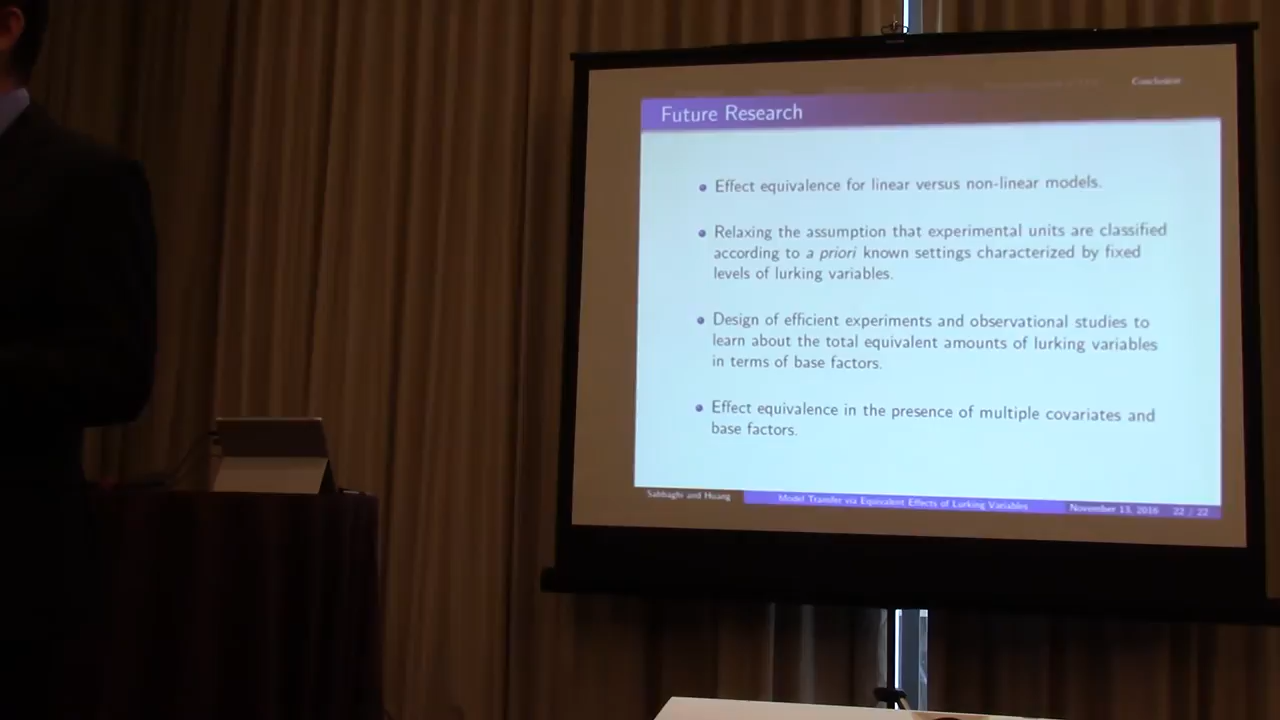 Conclusion
Future Research
Effect equivalence for linear versus non-linear models.
Relaxing the assumption that experimental units are classified
according to a priori known settings characterized by fixed
levels of lurking variables.
Design of efficient experiments and observational studies to
learn about the total equivalent amounts of lurking variables
in terms of base factors.
Effect equivalence in the presence of multiple covariates and
base factors.
Sabbaghi and Huang
Model Transfer via Equivalent Effects of Lurking Variables
November 13, 2016 22 / 22